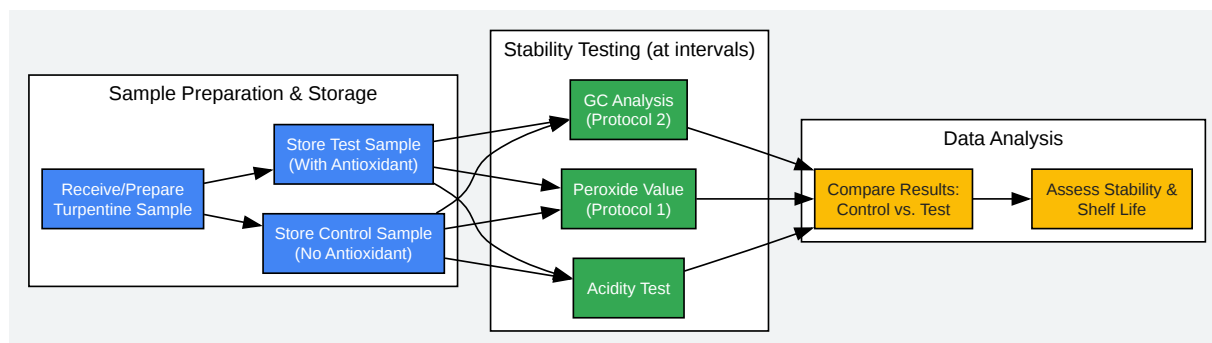 Sample Preparation & Storage
Receive/Prepare
Turpentine Sample
Store Test Sample
(With Antioxidant)
Store Control Sample
(No Antioxidant)
Stability Testing (at intervals)
GC Analysis
(Protocol 2)
Peroxide Value
(Protocol 1)
Acidity Test
Data Analysis
Compare Results:
Control vs. Test
Assess Stability &
Shelf Life